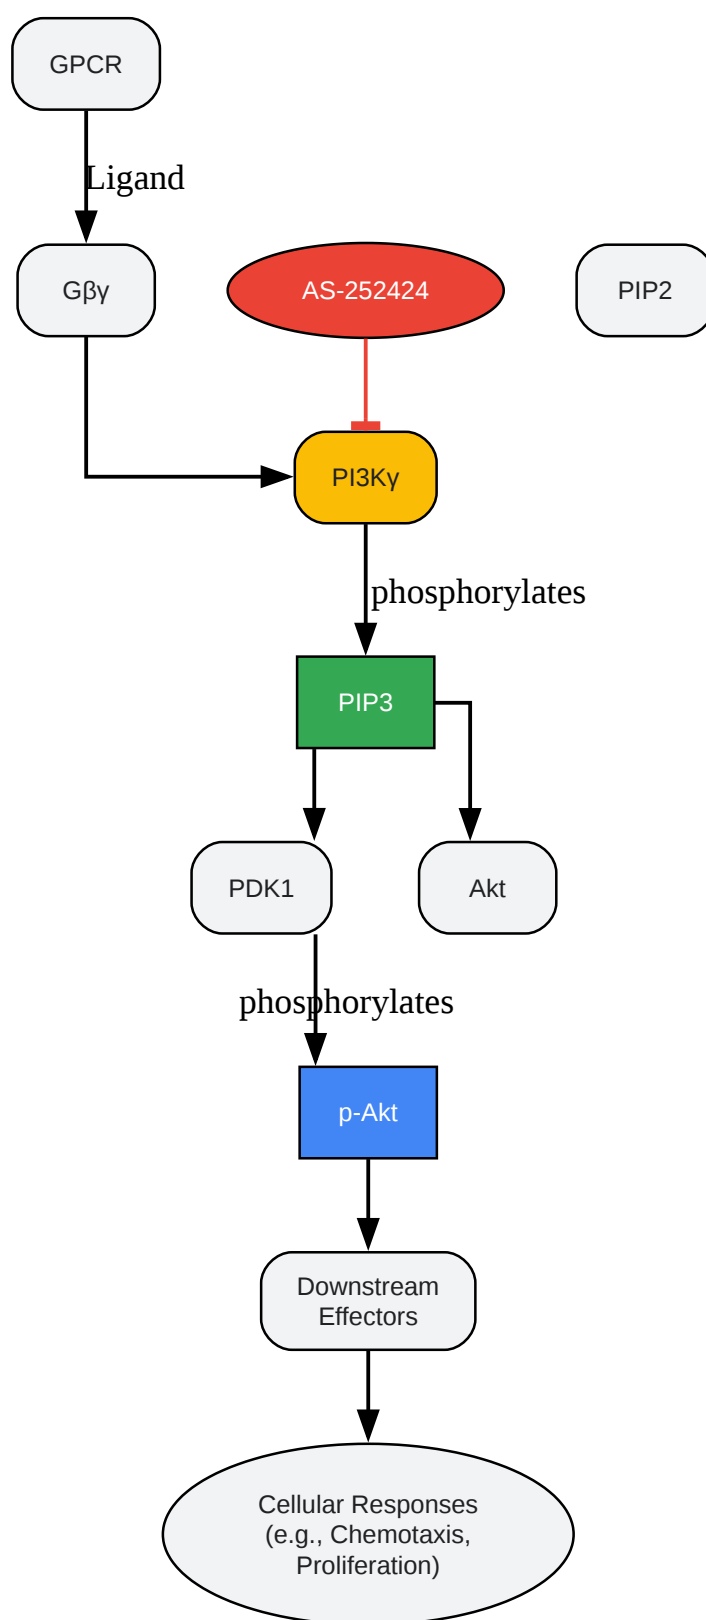 GPCR
Ligand
Gβγ
AS-252424
PIP2
PI3Kγ
phosphorylates
PIP3
PDK1
Akt
phosphorylates
p-Akt
Downstream
Effectors
Cellular Responses
(e.g., Chemotaxis,
Proliferation)